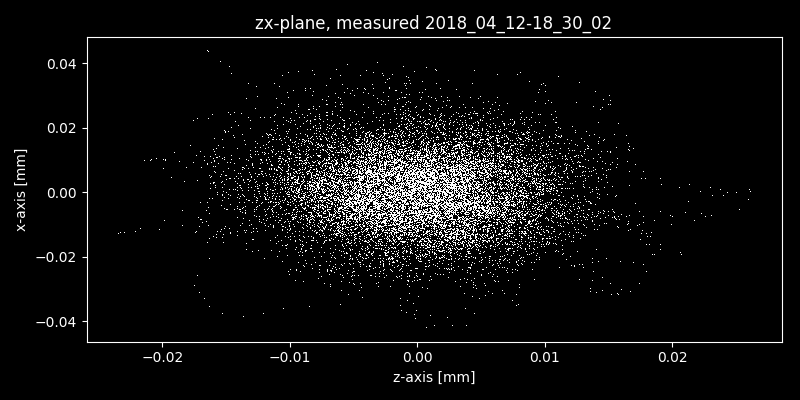 zx-plane, measured 2018_04_12-18_30_02
0.04
0.02
0.00
−0.02
−0.04
x-axis [mm]
−0.02 −0.01 0.00 0.01 0.02
z-axis [mm]